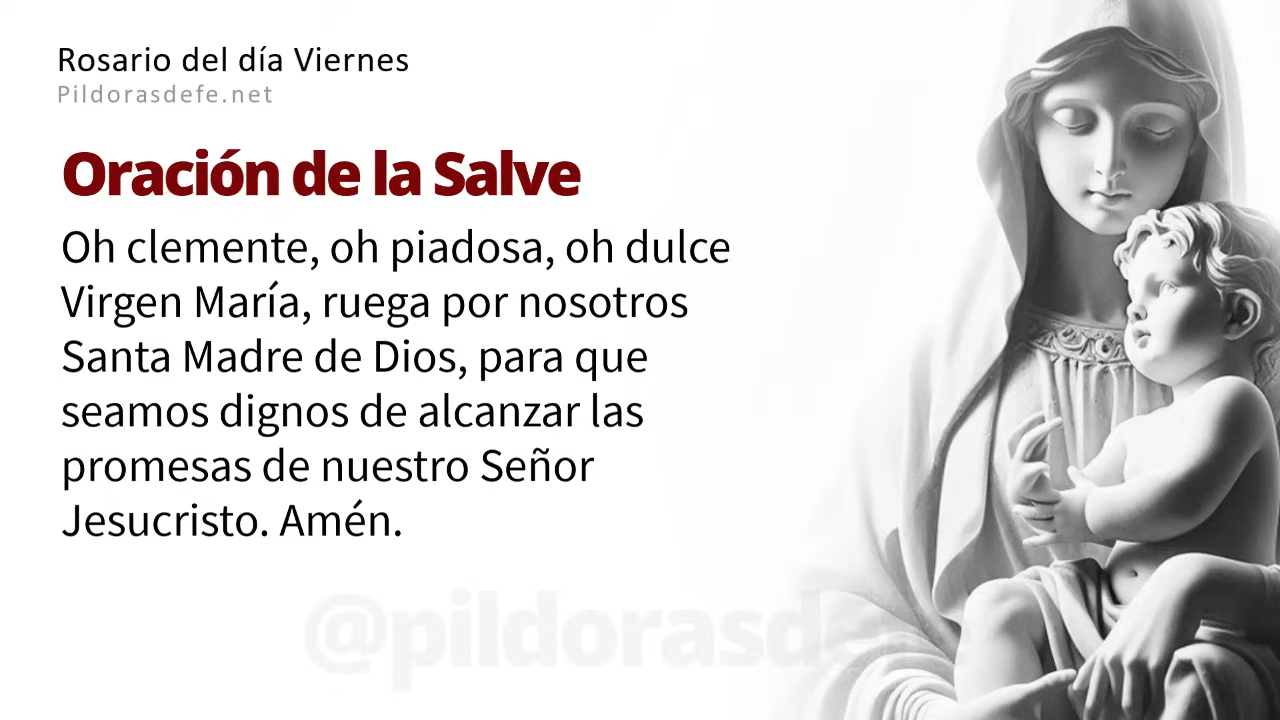 Rosario del día Viernes
Pildorasdefe.net
Oración de la Salve
Oh clemente, oh piadosa, oh dulce
Virgen María, ruega por nosotros
Santa Madre de Dios, para que
seamos dignos de alcanzar las
promesas de nuestro Señor
Jesucristo. Amén.
@pildorasdefe